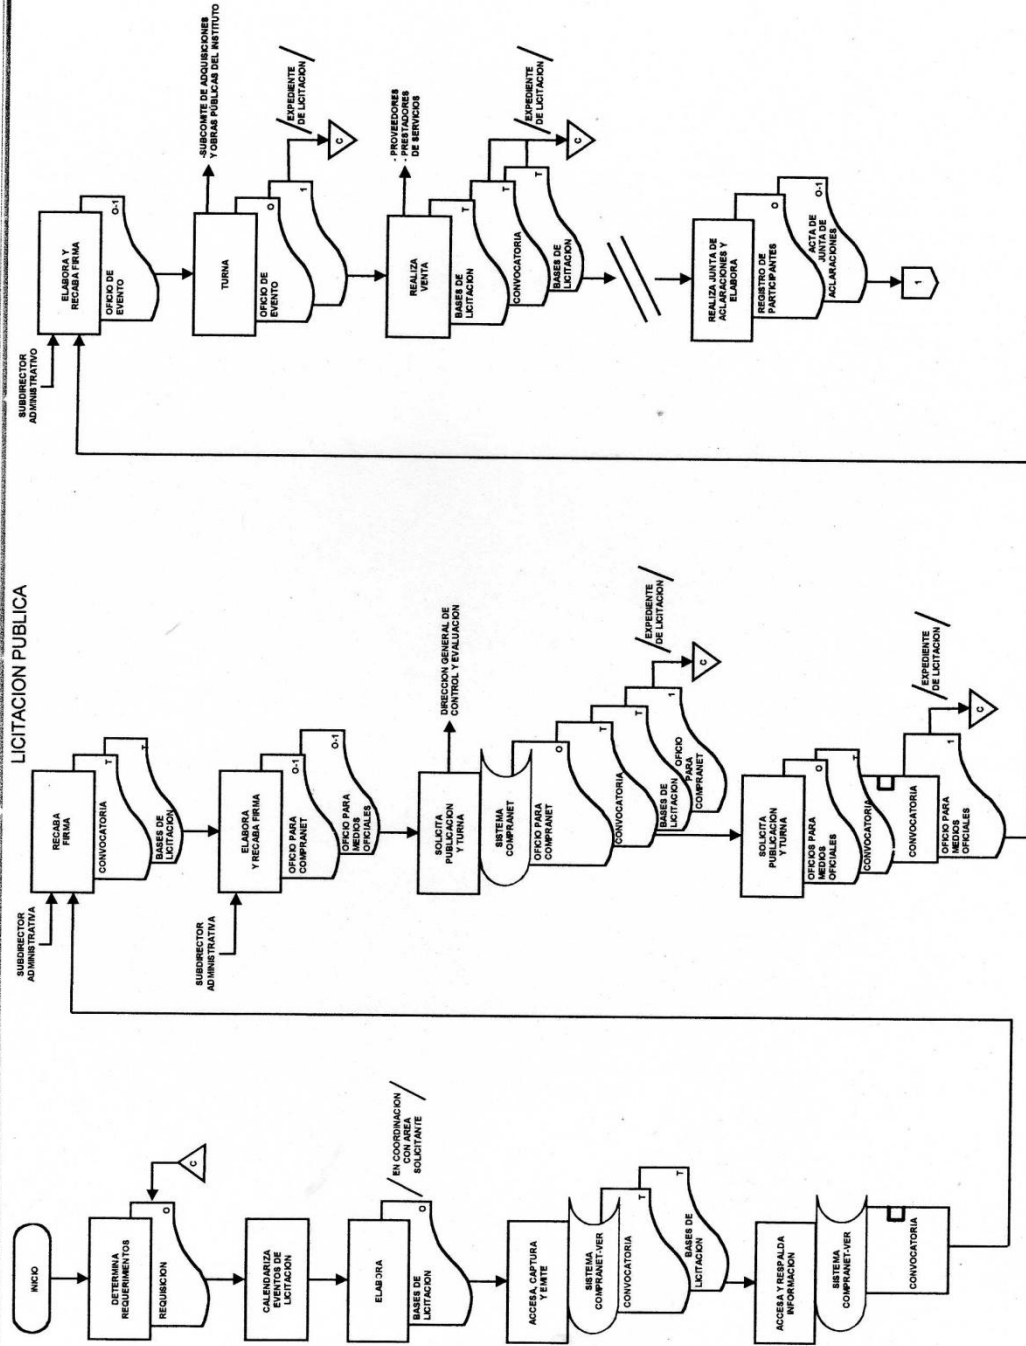 LICITACION PUBLICA
INICIO
DETERMINA
REQUERIMIENTOS
REQUISICION
O
C
CALENDARIZA
EVENTOS DE
LICITACION
ELABORA
BASES DE
LICITACION
O
EN COORDINACION
CON AREA
SOLICITANTE
ACCESA, CAPTURA
Y EMITE
SISTEMA
COMPRANET-VER
CONVOCATORIA
T
BASES DE
LICITACION
T
ACCESA Y RESPALDA
INFORMACION
SISTEMA
COMPRANET-VER
CONVOCATORIA
SUBDIRECTOR
ADMINISTRATIVA
RECABA
FIRMA
CONVOCATORIA
T
BASES DE
LICITACION
T
SUBDIRECTOR
ADMINISTRATIVA
ELABORA
Y RECABA FIRMA
OFICIO PARA
COMPRANET
O-1
OFICIO PARA
MEDIOS
OFICIALES
O-1
SOLICITA
PUBLICACION
Y TURNA
DIRECCION GENERAL DE
CONTROL Y EVALUACION
SISTEMA
COMPRANET
OFICIO PARA
COMPRANET
O
CONVOCATORIA
T
BASES DE
LICITACION
T
OFICIO
PARA
COMPRANET
1
EXPEDIENTE
DE LICITACION
C
SOLICITA
PUBLICACION
Y TURNA
OFICIOS PARA
MEDIOS
OFICIALES
O
CONVOCATORIA
T
CONVOCATORIA
OFICIO PARA
MEDIOS
OFICIALES
1
EXPEDIENTE
DE LICITACION
C
SUBDIRECTOR
ADMINISTRATIVO
ELABORA Y
RECABA FIRMA
OFICIO DE
EVENTO
O-1
TURNA
-SUBCOMITE DE ADQUISICIONES
Y OBRAS PÚBLICAS DEL INSTITUTO
OFICIO DE
EVENTO
O
1
EXPEDIENTE
DE LICITACION
C
REALIZA
VENTA
- PROVEEDORES
- PRESTADORES
DE SERVICIOS
BASES DE
LICITACION
T
CONVOCATORIA
T
BASES DE
LICITACION
T
EXPEDIENTE
DE LICITACION
C
REALIZA JUNTA DE
ACLARACIONES Y
ELABORA
REGISTRO DE
PARTICIPANTES
O
ACTA DE
JUNTA DE
ACLARACIONES
O-1
1